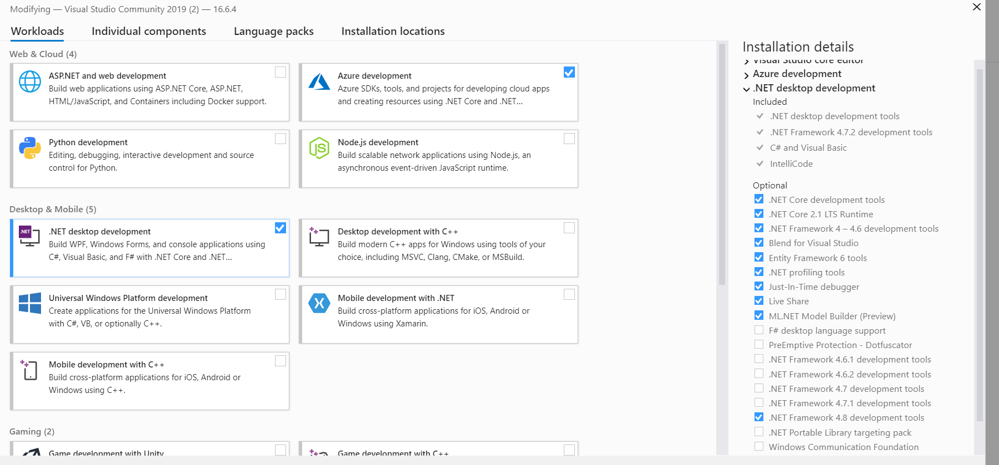 Modifying — Visual Studio Community 2019 (2) — 16.6.4
Workloads
Individual components
Language packs
Installation locations
Web & Cloud (4)
ASP.NET and web development
Build web applications using ASP.NET Core, ASP.NET,
HTML/JavaScript, and Containers including Docker support.
Azure development
Azure SDKs, tools, and projects for developing cloud apps
and creating resources using .NET Core and .NET...
Python development
Editing, debugging, interactive development and source
control for Python.
JS
Node.js development
Build scalable network applications using Node.js, an
asynchronous event-driven JavaScript runtime.
Desktop & Mobile (5)
.NET
.NET desktop development
Build WPF, Windows Forms, and console applications using
C#, Visual Basic, and F# with .NET Core and .NET...
Desktop development with C++
Build modern C++ apps for Windows using tools of your
choice, including MSVC, Clang, CMake, or MSBuild.
Universal Windows Platform development
Create applications for the Universal Windows Platform
with C#, VB, or optionally C++.
Mobile development with .NET
Build cross-platform applications for iOS, Android or
Windows using Xamarin.
Mobile development with C++
Build cross-platform applications for iOS, Android or
Windows using C++.
Gaming (2)
Game development with Unity
Game development with C++
Installation details
Visual Studio core editor
Azure development
.NET desktop development
Included
.NET desktop development tools
.NET Framework 4.7.2 development tools
C# and Visual Basic
IntelliCode
Optional
.NET Core development tools
.NET Core 2.1 LTS Runtime
.NET Framework 4 – 4.6 development tools
Blend for Visual Studio
Entity Framework 6 tools
.NET profiling tools
Just-In-Time debugger
Live Share
ML.NET Model Builder (Preview)
F# desktop language support
PreEmptive Protection - Dotfuscator
.NET Framework 4.6.1 development tools
.NET Framework 4.6.2 development tools
.NET Framework 4.7 development tools
.NET Framework 4.7.1 development tools
.NET Framework 4.8 development tools
.NET Portable Library targeting pack
Windows Communication Foundation